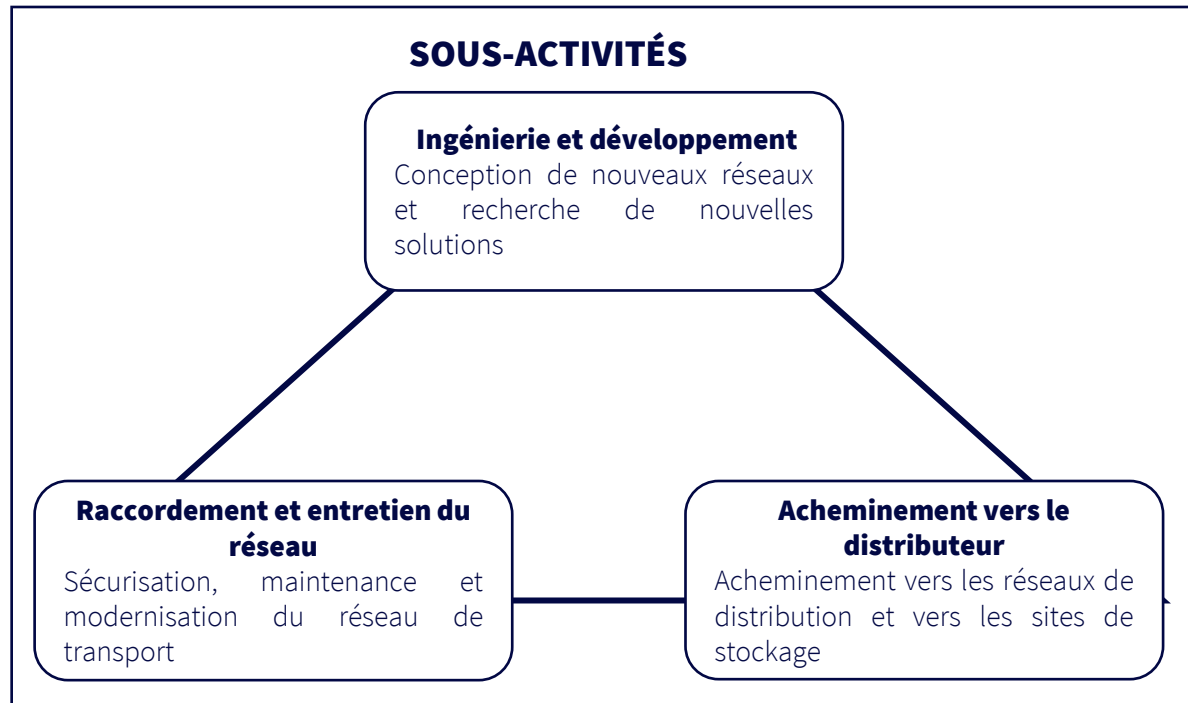 SOUS-ACTIVITÉS
Ingénierie et développement
Conception de nouveaux réseaux
et recherche de nouvelles
solutions
Raccordement et entretien du
réseau
Sécurisation, maintenance et
modernisation du réseau de
transport
Acheminement vers le
distributeur
Acheminement vers les réseaux de
distribution et vers les sites de
stockage